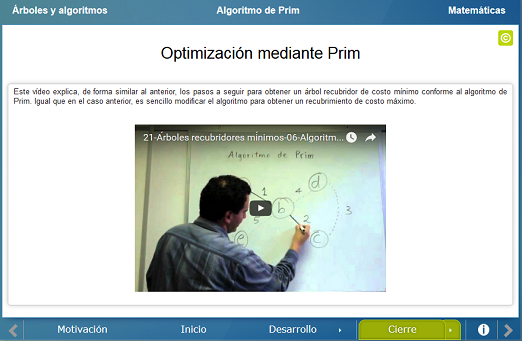 Árboles y algoritmos
Algoritmo de Prim
Matemáticas
©
Optimización mediante Prim
Este vídeo explica, de forma similar al anterior, los pasos a seguir para obtener un árbol recubridor de costo mínimo conforme al algoritmo de
Prim. Igual que en el caso anterior, es sencillo modificar el algoritmo para obtener un recubrimiento de costo máximo.
21-Árboles recubridores mínimos-06-Algoritm...
Algoritmo de Prim
1
4
d
b
3
5
2
e
c
Motivación
Inicio
Desarrollo
Cierre
i